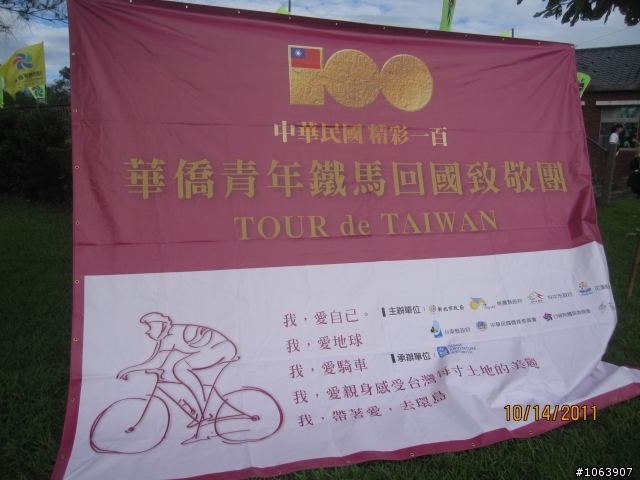 100
中華民國 精彩一百
華僑青年鐵馬回國致敬團
TOUR de TAIWAN
我，愛自己。
我，愛地球
我，愛騎車
我，愛親身感受台灣每寸土地的美麗
我，帶著愛，去環島
主辦單位：
承辦單位：
10/14/2011
#1063907